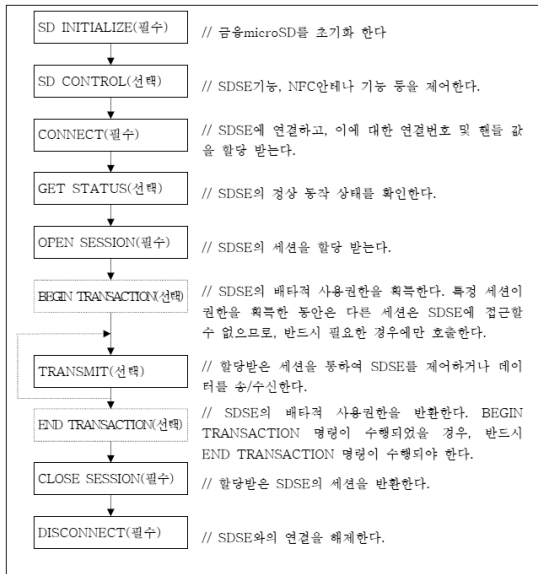 SD INITIALIZE(필수)
// 금융microSD를 초기화 한다
SD CONTROL(선택)
// SDSE기능, NFC안테나 기능 등을 제어한다.
CONNECT(필수)
// SDSE에 연결하고, 이에 대한 연결번호 및 핸들 값
을 할당 받는다.
GET STATUS(선택)
// SDSE의 정상 동작 상태를 확인한다.
OPEN SESSION(필수)
// SDSE의 세션을 할당 받는다.
BEGIN TRANSACTION(선택)
// SDSE의 배타적 사용권한을 획득한다. 특정 세션이
권한을 획득한 동안은 다른 세션은 SDSE에 접근할
수 없으므로, 반드시 필요한 경우에만 호출한다.
TRANSMIT(선택)
// 할당받은 세션을 통하여 SDSE를 제어하거나 데이
터를 송/수신한다.
END TRANSACTION(선택)
// SDSE의 배타적 사용권한을 반환한다. BEGIN
TRANSACTION 명령이 수행되었을 경우, 반드시
END TRANSACTION 명령이 수행되야 한다.
CLOSE SESSION(필수)
// 할당받은 SDSE의 세션을 반환한다.
DISCONNECT(필수)
// SDSE와의 연결을 해제한다.